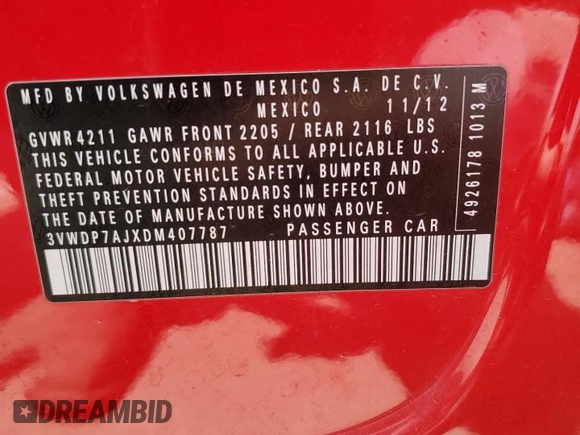 MFD BY VOLKSWAGEN DE MEXICO S.A. DE C.V.
MEXICO 11/12
GVWR 4211 GAWR FRONT 2205 / REAR 2116 LBS
THIS VEHICLE CONFORMS TO ALL APPLICABLE U.S.
FEDERAL MOTOR VEHICLE SAFETY, BUMPER AND
THEFT PREVENTION STANDARDS IN EFFECT ON
THE DATE OF MANUFACTURE SHOWN ABOVE.
3VWDP7AJXDM407787 PASSENGER CAR
4926178 1013 M
DREAMBID